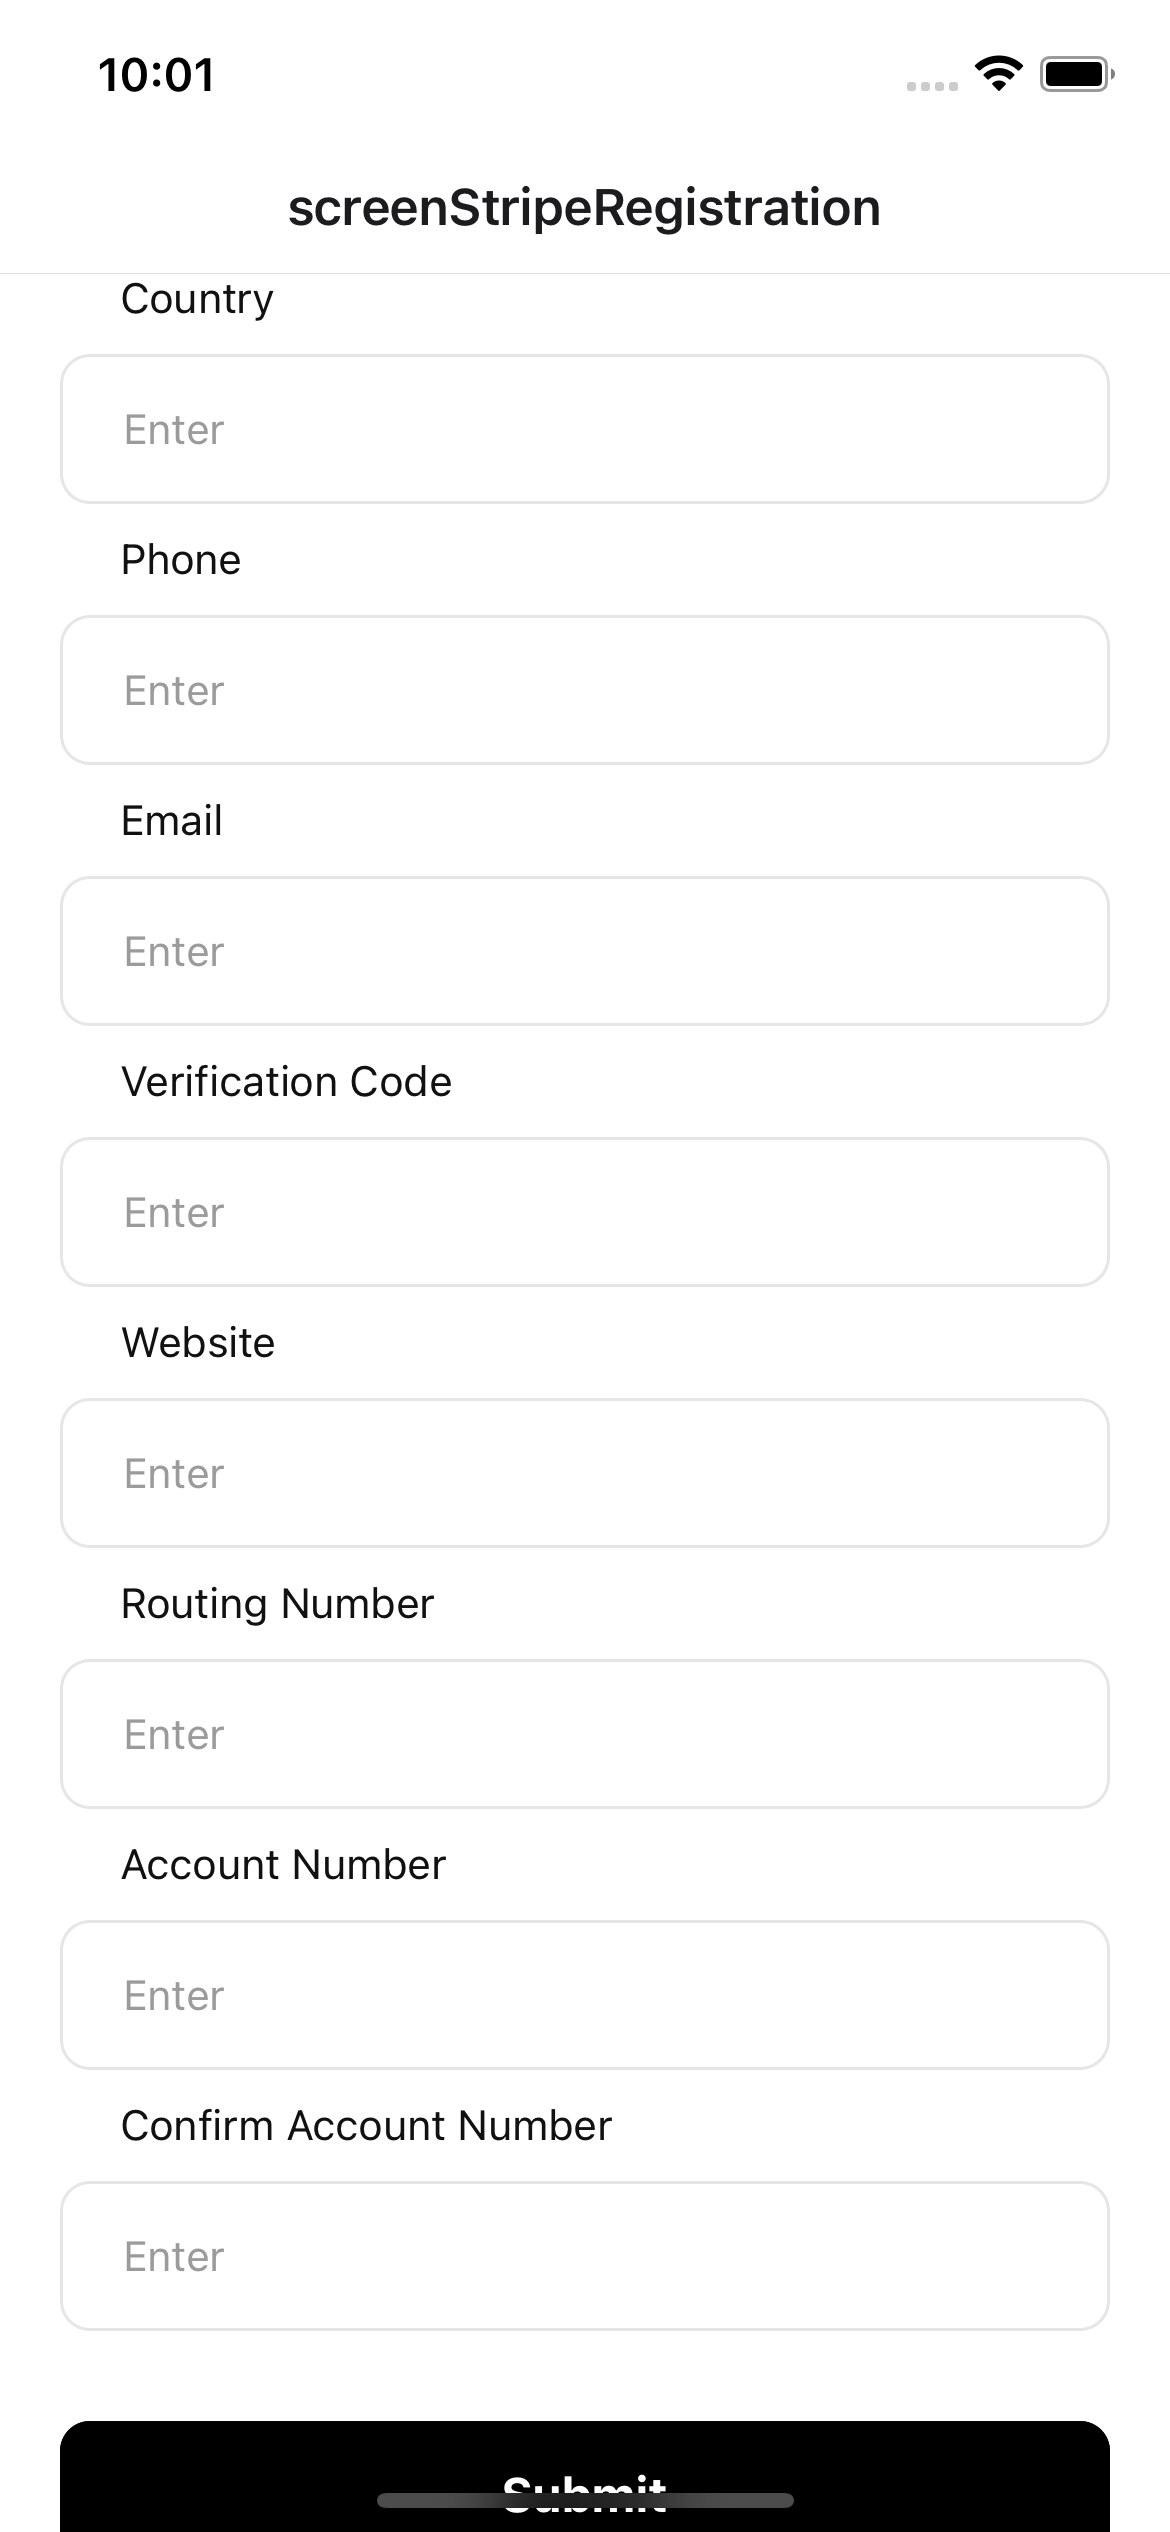 10:01
screenStripeRegistration
Country
Enter
Phone
Enter
Email
Enter
Verification Code
Enter
Website
Enter
Routing Number
Enter
Account Number
Enter
Confirm Account Number
Enter
Submit